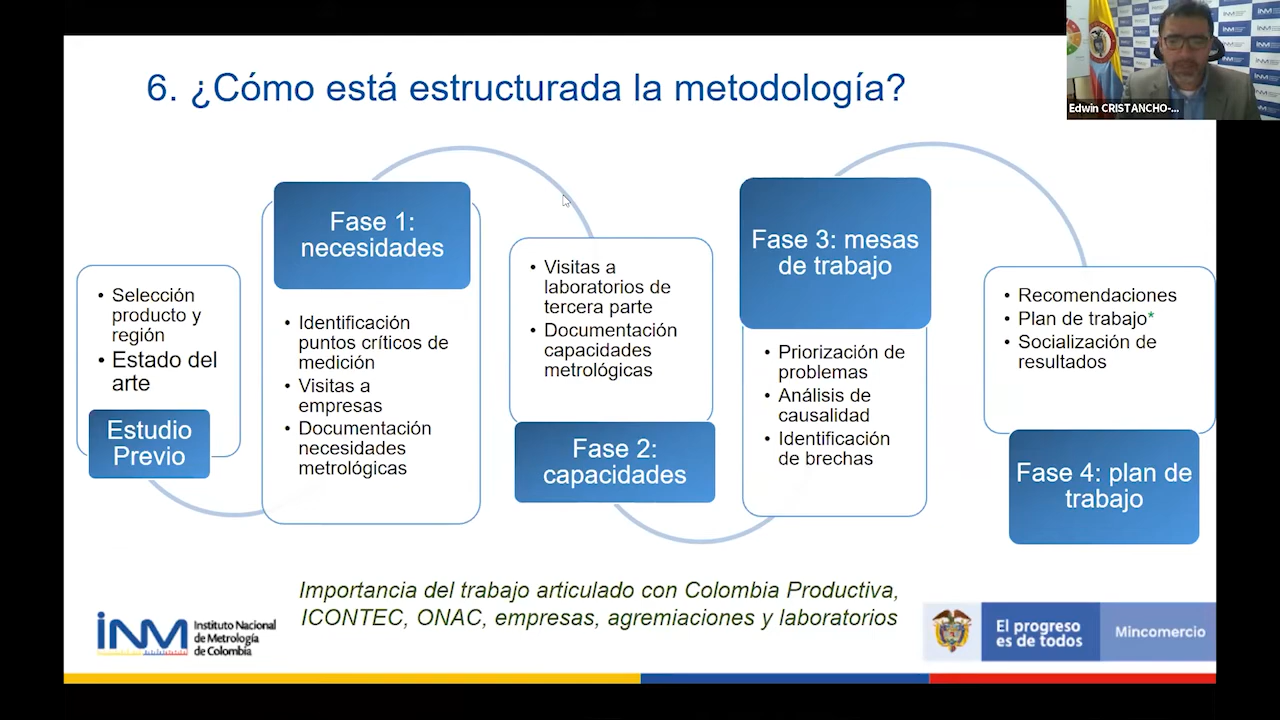 6. ¿Cómo está estructurada la metodología?
Edwin CRISTANCHO-...
• Selección
producto y
región
• Estado del
arte
Estudio
Previo
Fase 1:
necesidades
• Identificación
puntos críticos de
medición
• Visitas a
empresas
• Documentación
necesidades
metrológicas
• Visitas a
laboratorios de
tercera parte
• Documentación
capacidades
metrológicas
Fase 2:
capacidades
Fase 3: mesas
de trabajo
• Priorización de
problemas
• Análisis de
causalidad
• Identificación
de brechas
• Recomendaciones
• Plan de trabajo*
• Socialización de
resultados
Fase 4: plan de
trabajo
Importancia del trabajo articulado con Colombia Productiva,
ICONTEC, ONAC, empresas, agremiaciones y laboratorios
iNM
Instituto Nacional
de Metrología
de Colombia
El progreso
es de todos
Mincomercio